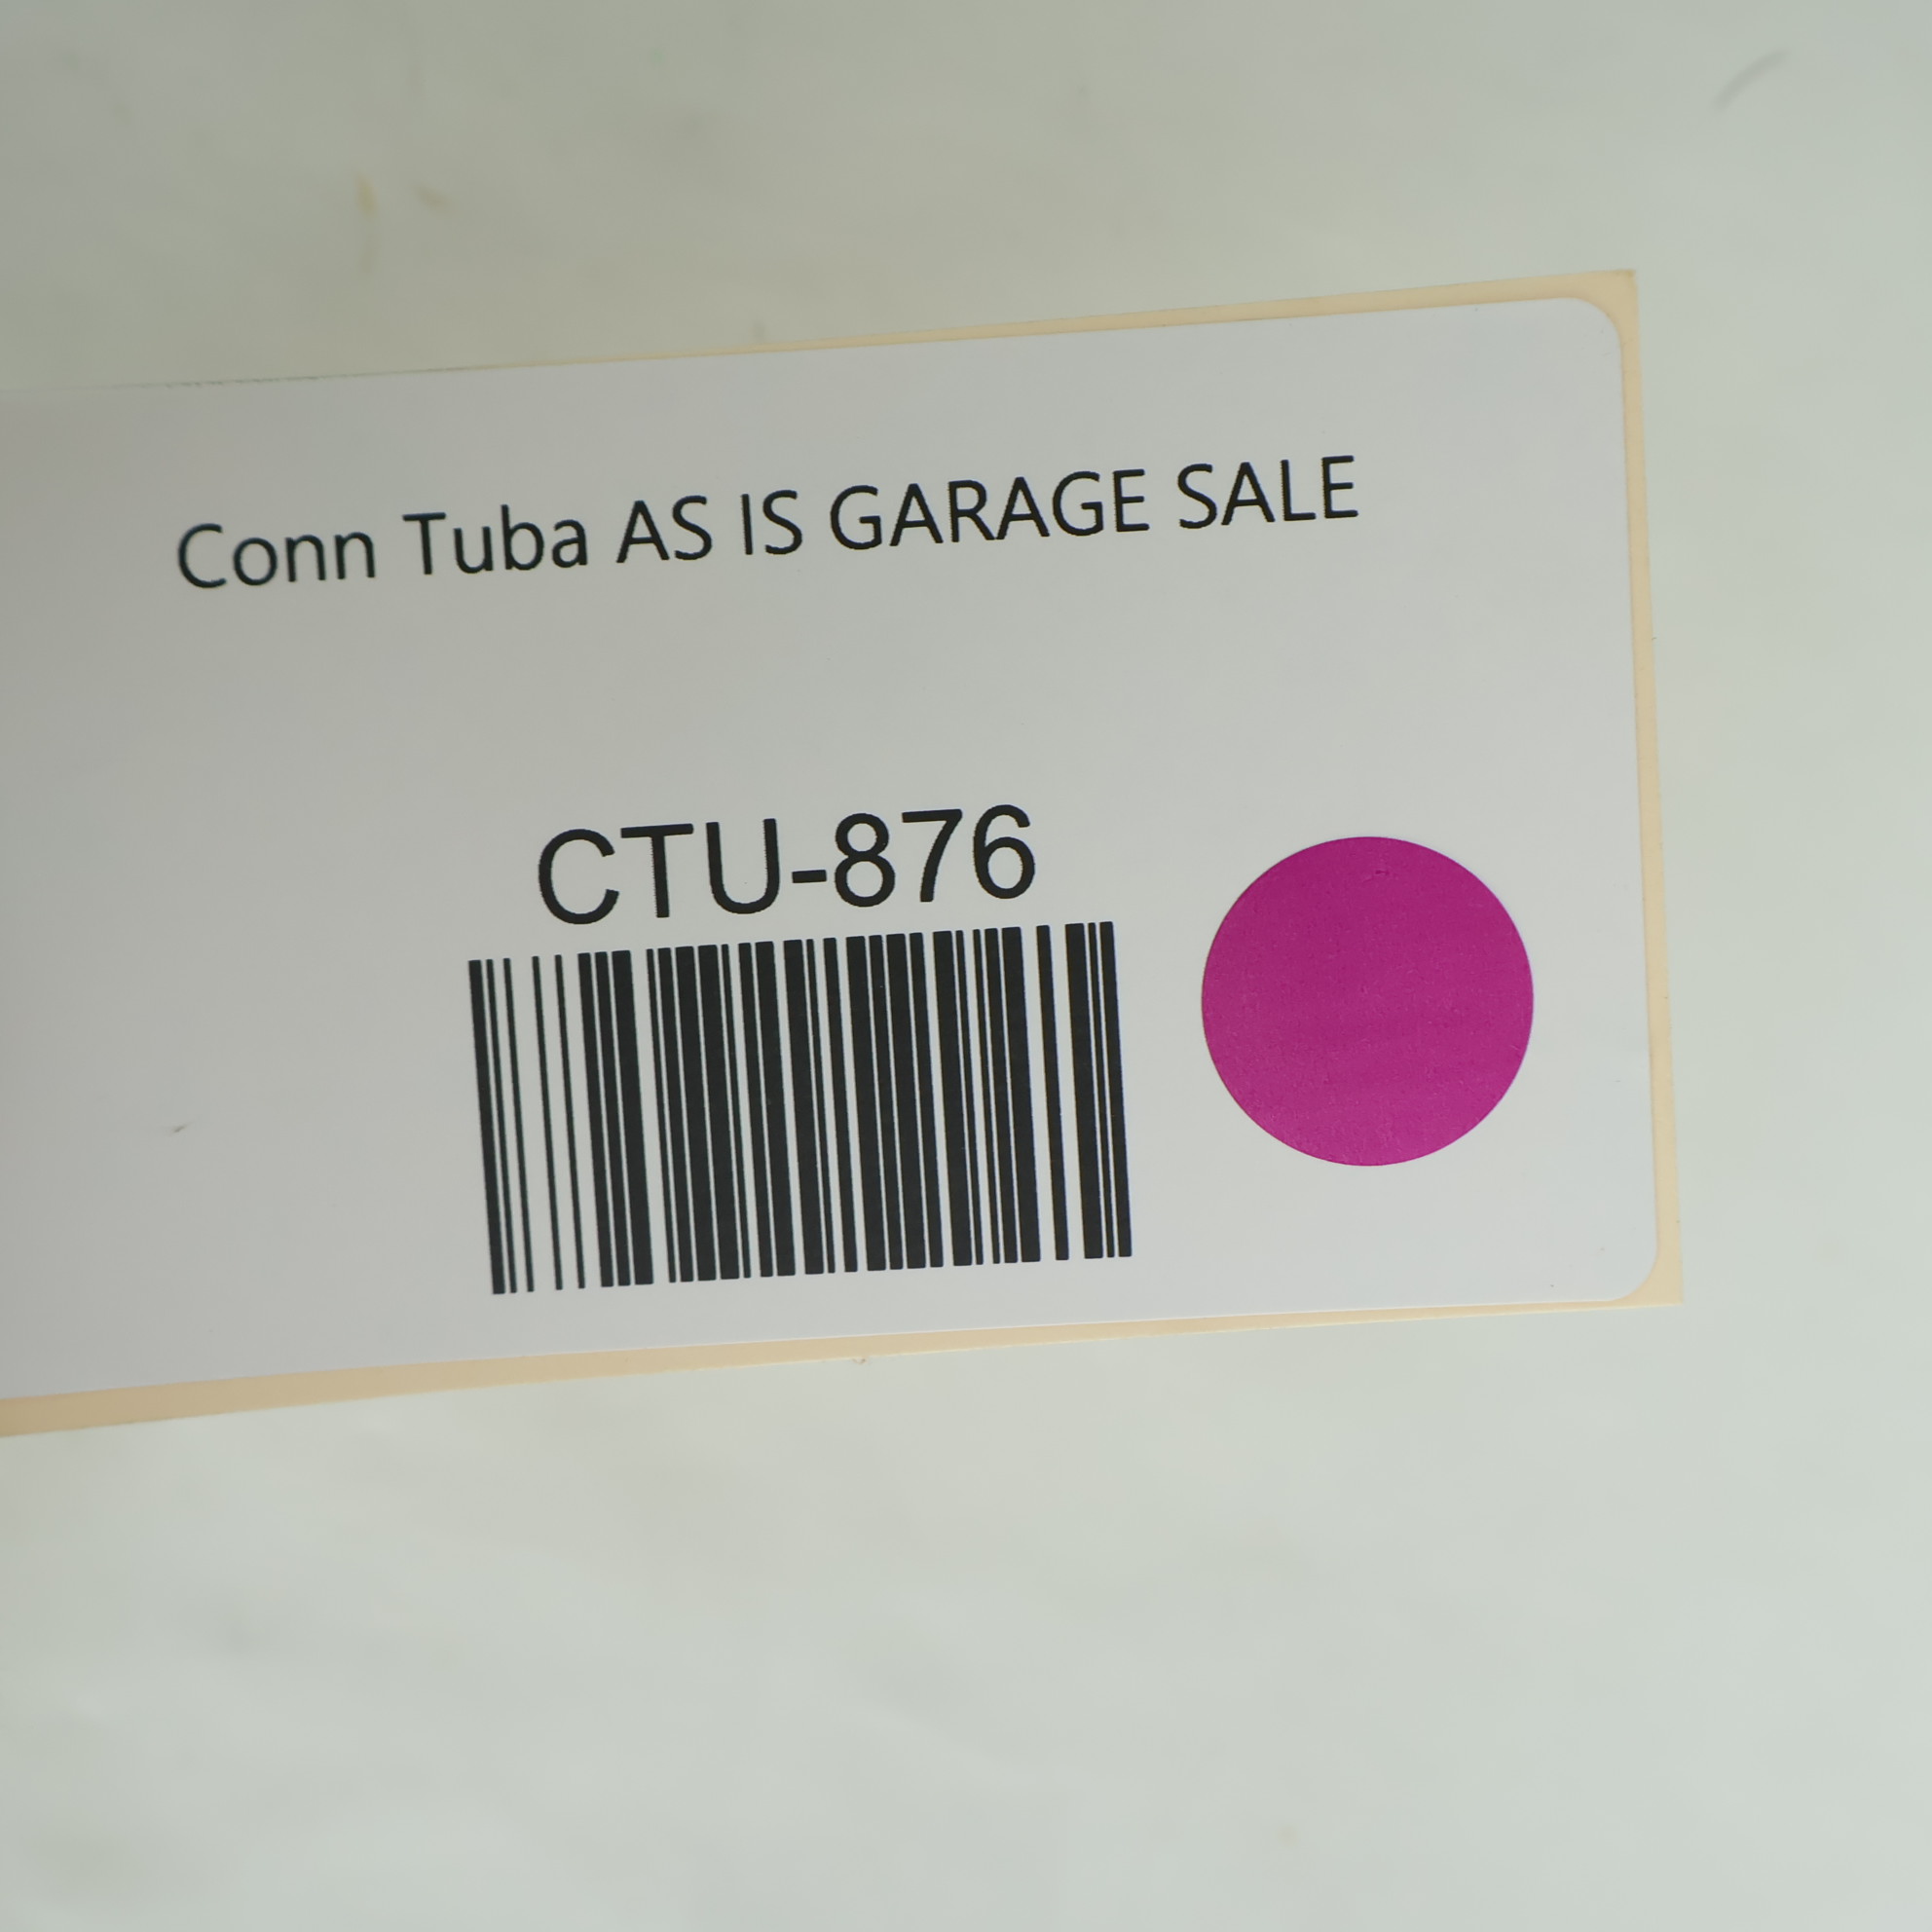 Conn Tuba AS IS GARAGE SALE
CTU-876